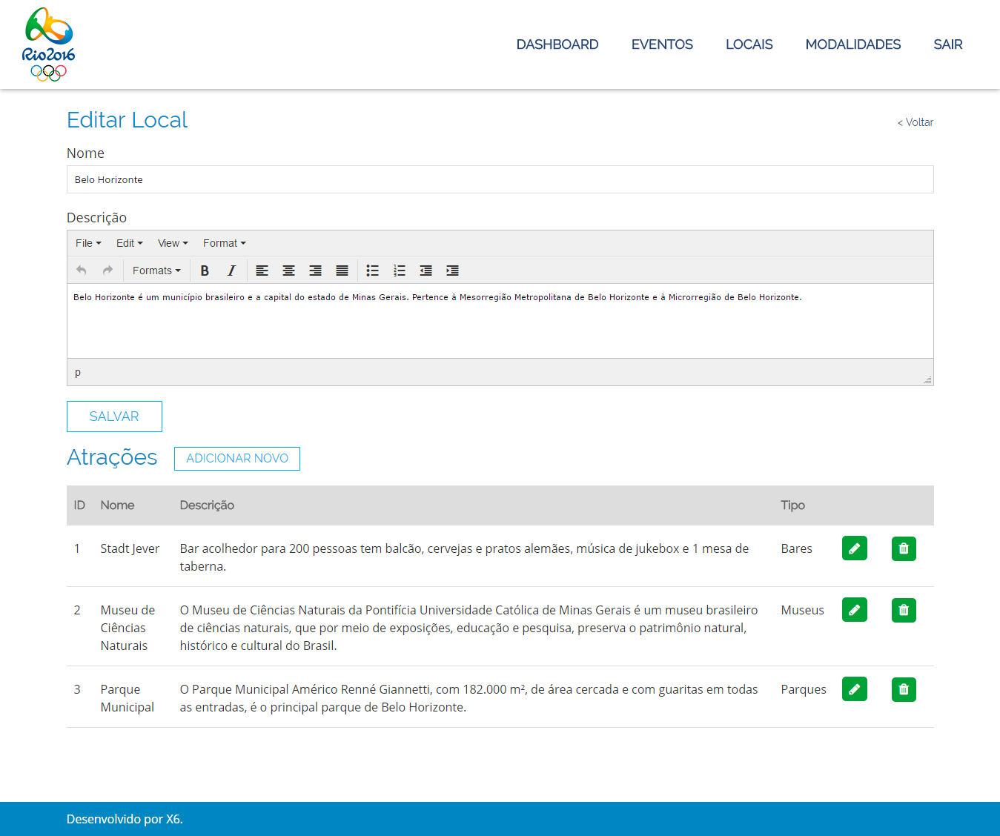 Rio2016
DASHBOARD EVENTOS LOCAIS MODALIDADES SAIR
Editar Local
< Voltar
Nome
Belo Horizonte
Descrição
File Edit View Format
Formats B I
Belo Horizonte é um município brasileiro e a capital do estado de Minas Gerais. Pertence à Mesorregião Metropolitana de Belo Horizonte e à Microrregião de Belo Horizonte.
p
SALVAR
Atrações ADICIONAR NOVO
ID Nome Descrição Tipo
1 Stadt Jever Bar acolhedor para 200 pessoas tem balcão, cervejas e pratos alemães, música de jukebox e 1 mesa de Bares
taberna.
2 Museu de O Museu de Ciências Naturais da Pontifícia Universidade Católica de Minas Gerais é um museu brasileiro Museus
Ciências de ciências naturais, que por meio de exposições, educação e pesquisa, preserva o patrimônio natural,
Naturais histórico e cultural do Brasil.
3 Parque O Parque Municipal Américo Renné Giannetti, com 182.000 m², de área cercada e com guaritas em todas Parques
Municipal as entradas, é o principal parque de Belo Horizonte.
Desenvolvido por X6.